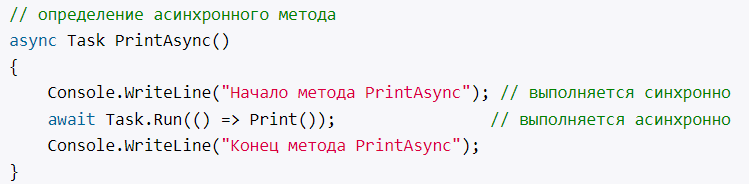 // определение асинхронного метода
async Task PrintAsync()
{
    Console.WriteLine("Начало метода PrintAsync"); // выполняется синхронно
    await Task.Run(() => Print());                // выполняется асинхронно
    Console.WriteLine("Конец метода PrintAsync");
}